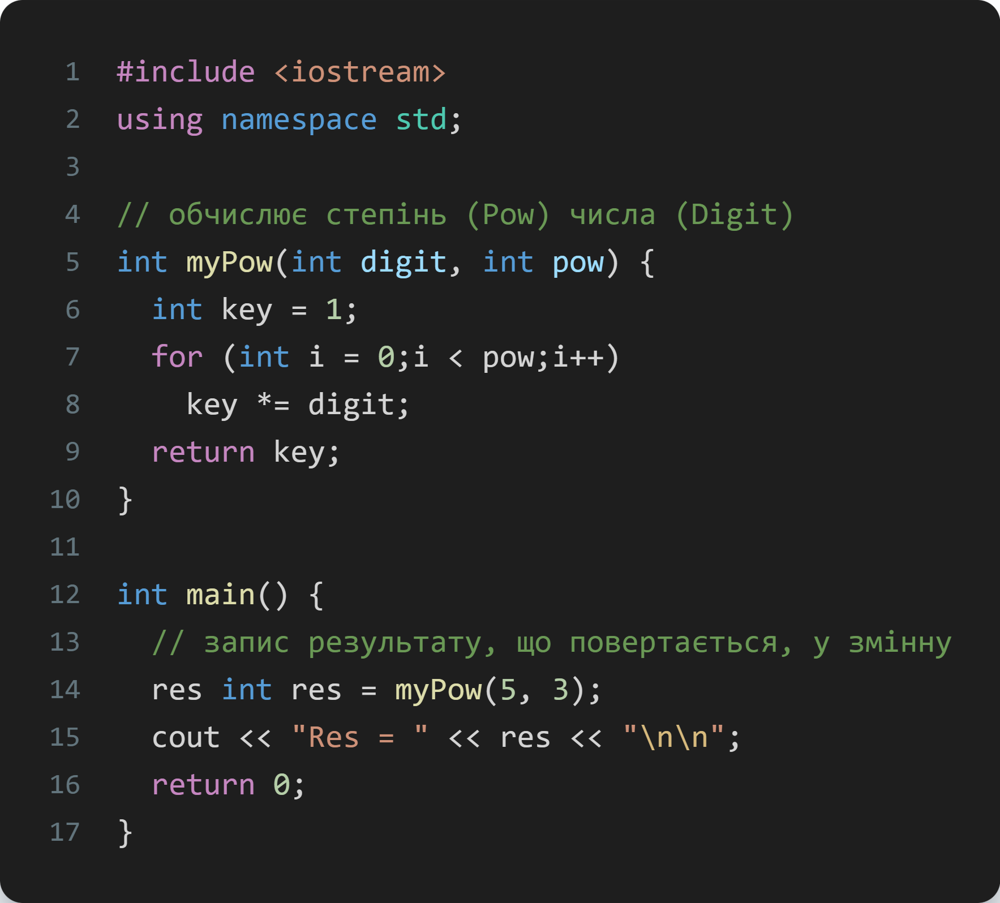 1 #include <iostream>
2 using namespace std;
3
4 // обчислює степінь (Pow) числа (Digit)
5 int myPow(int digit, int pow) {
6   int key = 1;
7   for (int i = 0;i < pow;i++)
8     key *= digit;
9   return key;
10 }
11
12 int main() {
13   // запис результату, що повертається, у змінну
14   res int res = myPow(5, 3);
15   cout << "Res = " << res << "\n\n";
16   return 0;
17 }